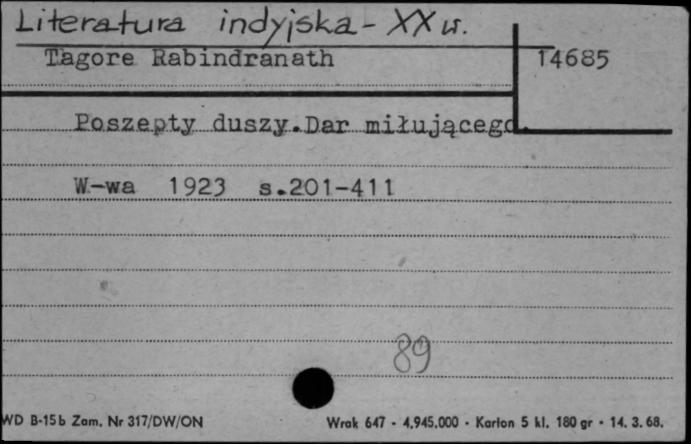 Literatura indyjska - XX w.
Tagore Rabindranath
14685
Poszepty duszy. Dar miłującego.
W-wa 1923 s.201-411
89
WD B-15b Zam. Nr 317/DW/ON
Wrak 647 - 4.945.000 - Karton 5 kl. 180 gr - 14. 3. 68.